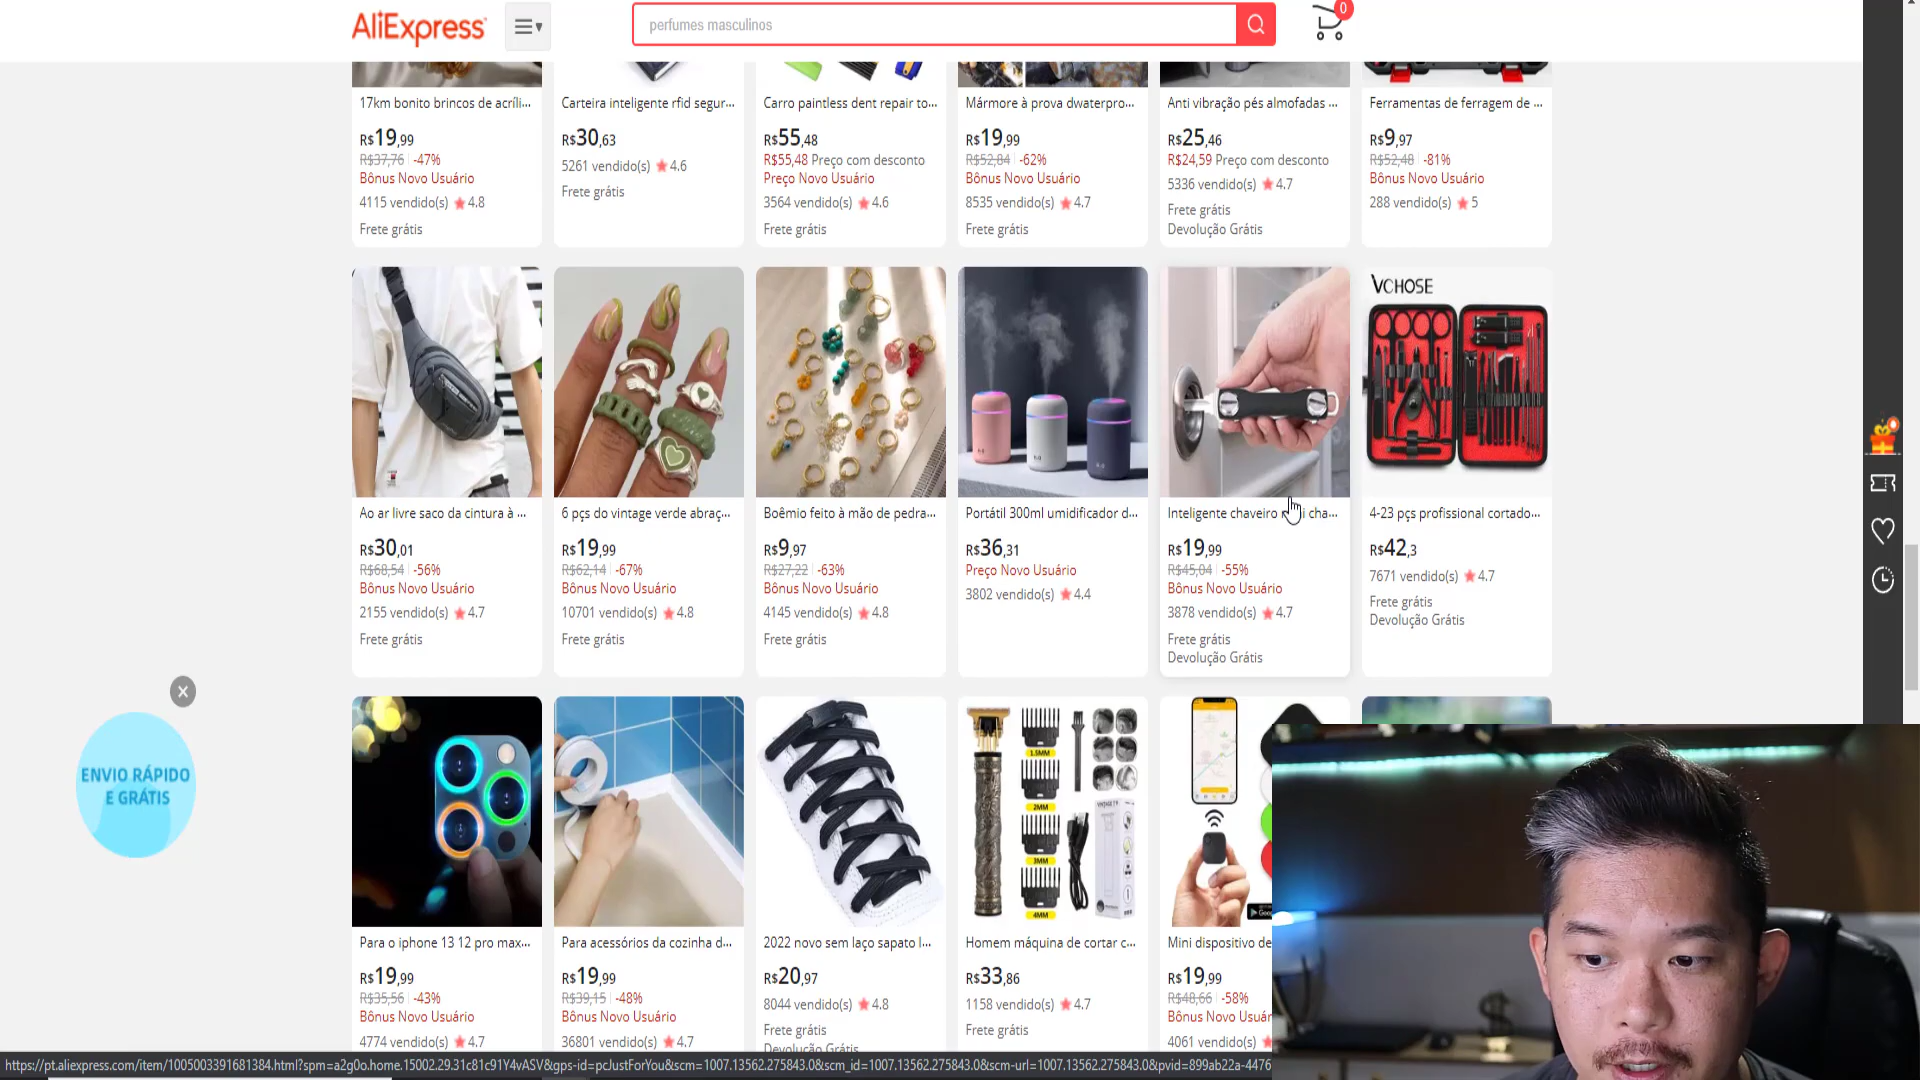 AliExpress
perfumes masculinos
0
17km bonito brincos de acríli...
R$19,99
R$37,76 -47%
Bônus Novo Usuário
4115 vendido(s) 4.8
Frete grátis
Carteira inteligente rfid segur...
R$30,63
5261 vendido(s) 4.6
Frete grátis
Carro paintless dent repair to...
R$55,48
R$55,48 Preço com desconto
Preço Novo Usuário
3564 vendido(s) 4.6
Frete grátis
Mármore à prova dwaterpro...
R$19,99
R$52,84 -62%
Bônus Novo Usuário
8535 vendido(s) 4.7
Frete grátis
Anti vibração pés almofadas ...
R$25,46
R$24,59 Preço com desconto
5336 vendido(s) 4.7
Frete grátis
Devolução Grátis
Ferramentas de ferragem de ...
R$9,97
R$52,48 -81%
Bônus Novo Usuário
288 vendido(s) 5
Ao ar livre saco da cintura à ...
R$30,01
R$68,54 -56%
Bônus Novo Usuário
2155 vendido(s) 4.7
Frete grátis
6 pçs do vintage verde abraç...
R$19,99
R$62,14 -67%
Bônus Novo Usuário
10701 vendido(s) 4.8
Frete grátis
Boêmio feito à mão de pedra...
R$9,97
R$27,22 -63%
Bônus Novo Usuário
4145 vendido(s) 4.8
Frete grátis
Portátil 300ml umidificador d...
R$36,31
Preço Novo Usuário
3802 vendido(s) 4.4
Inteligente chaveiro cha...
R$19,99
R$45,04 -55%
Bônus Novo Usuário
3878 vendido(s) 4.7
Frete grátis
Devolução Grátis
VCHOSE
4-23 pçs profissional cortado...
R$42,3
7671 vendido(s) 4.7
Frete grátis
Devolução Grátis
ENVIO RÁPIDO
E GRÁTIS
Para o iphone 13 12 pro max...
R$19,99
R$35,56 -43%
Bônus Novo Usuário
4774 vendido(s) 4.7
Para acessórios da cozinha d...
R$19,99
R$39,15 -48%
Bônus Novo Usuário
36801 vendido(s) 4.7
2022 novo sem laço sapato l...
R$20,97
8044 vendido(s) 4.8
Frete grátis
Devolução Grátis
1.5MM
2MM
3MM
4MM
Homem máquina de cortar c...
R$33,86
1158 vendido(s) 4.7
Frete grátis
Mini dispositivo de
R$19,99
R$48,66 -58%
Bônus Novo Usuár
4061 vendido(s)
https://pt.aliexpress.com/item/1005003391681384.html?spm=a2g0o.home.15002.29.31c81c91Y4vASV&gps-id=pcJustForYou&scm=1007.13562.275843.0&scm_id=1007.13562.275843.0&scm-url=1007.13562.275843.0&pvid=899ab22a-4476